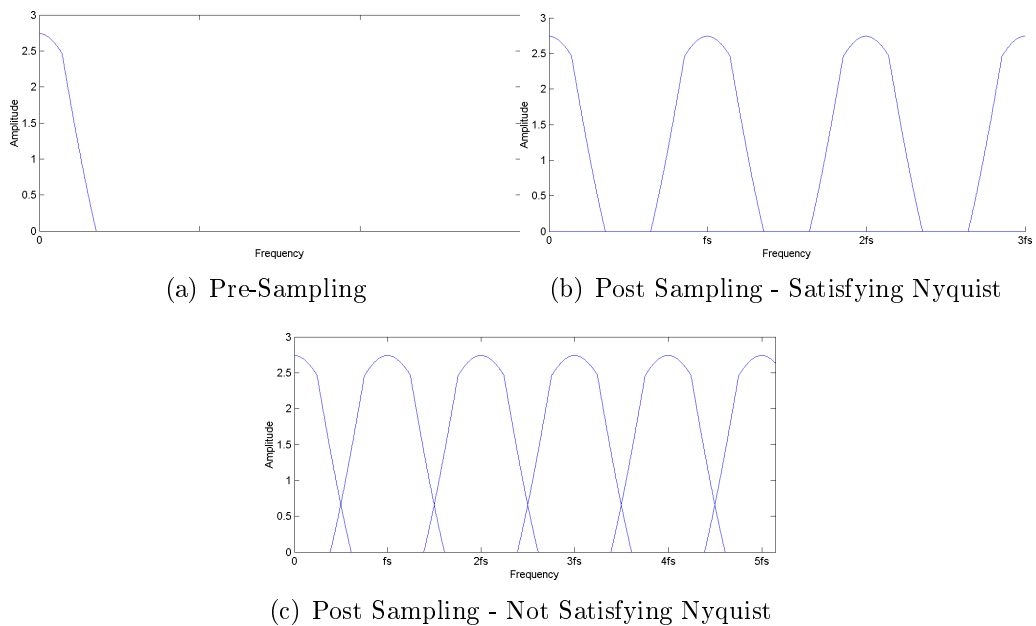 3
2.5
2
1.5
1
0.5
0
Amplitude
0
Frequency
(a) Pre-Sampling
3
2.5
2
1.5
1
0.5
0
Amplitude
0 fs 2fs 3fs
Frequency
(b) Post Sampling - Satisfying Nyquist
3
2.5
2
1.5
1
0.5
0
Amplitude
0 fs 2fs 3fs 4fs 5fs
Frequency
(c) Post Sampling - Not Satisfying Nyquist